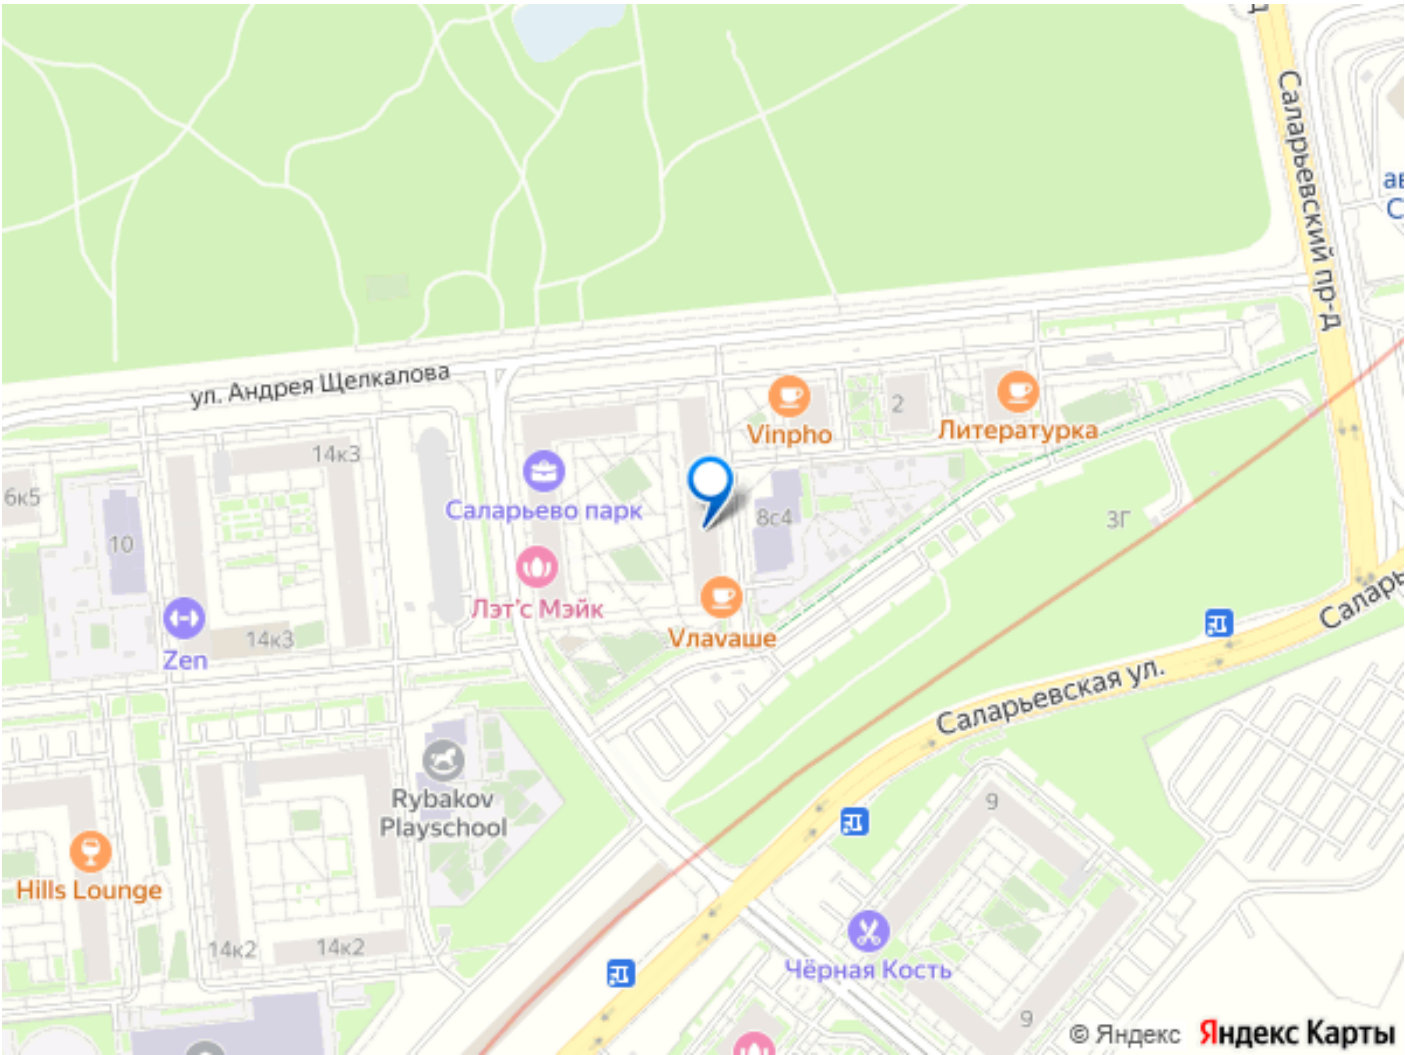 Саларьевский пр-д
ул. Андрея Щелкалова
Vinpho
2
Литературка
14к3
6к5
Саларьево парк
8с4
3Г
10
Лэт'с Мэйк
Vлаvаше
14к3
Zen
Саларьевская ул.
Rybakov
Playschool
9
Hills Lounge
14к2
14к2
Чёрная Кость
9
© Яндекс Яндекс Карты